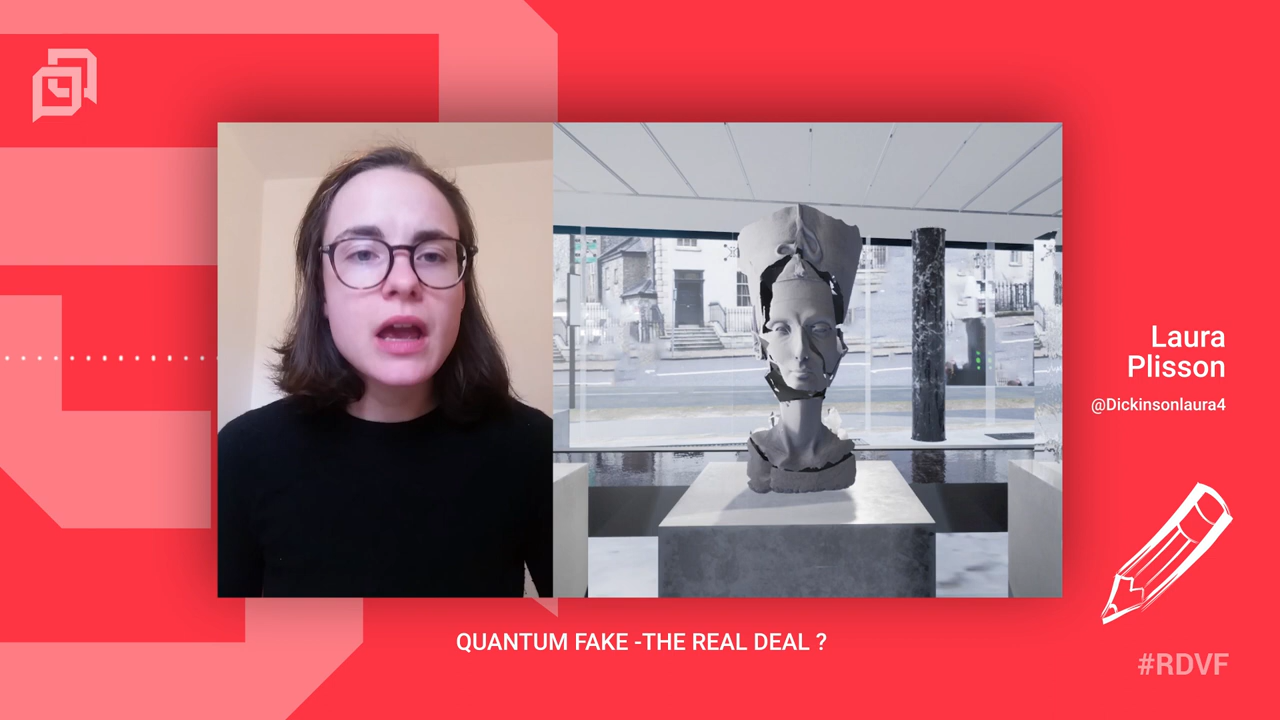 Laura
Plisson
@Dickinsonlaura4
QUANTUM FAKE -THE REAL DEAL ?
#RDVF